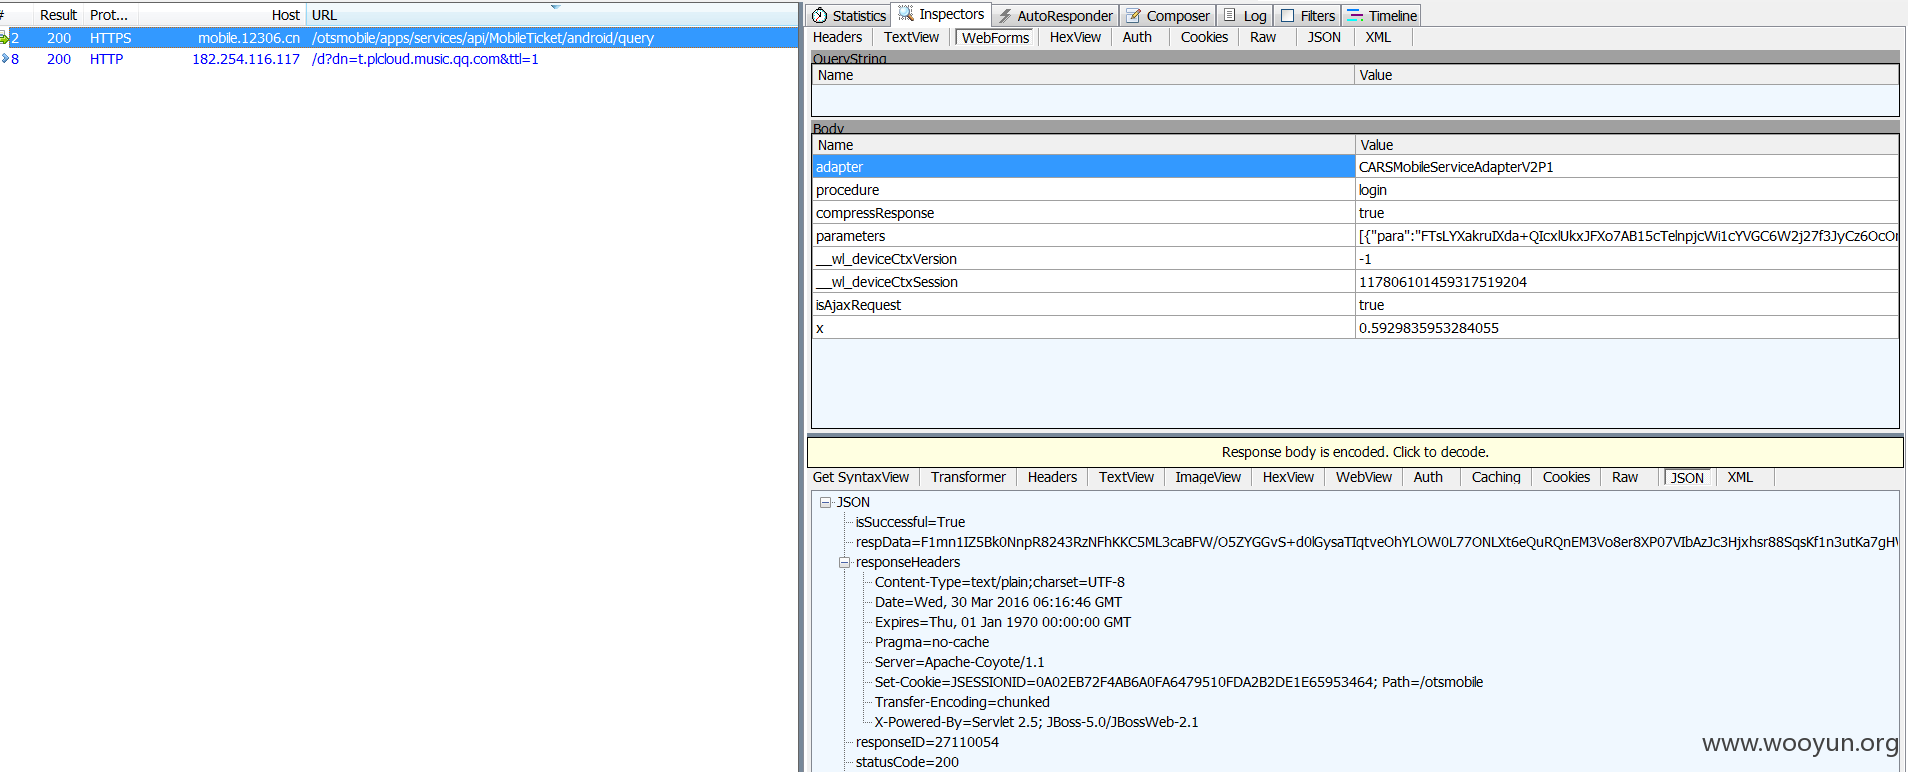 # Result Prot... Host URL
2 200 HTTPS mobile.12306.cn /otsmobile/apps/services/api/MobileTicket/android/query
8 200 HTTP 182.254.116.117 /d?dn=t.plcloud.music.qq.com&ttl=1
Statistics Inspectors AutoResponder Composer Log Filters Timeline
Headers TextView WebForms HexView Auth Cookies Raw JSON XML
QueryString
Name Value
Body
Name Value
adapter CARSMobileServiceAdapterV2P1
procedure login
compressResponse true
parameters [{"para":"FTsLYXakruIXda+QIcxlUkxJFXo7AB15cTelnpjcWi1cYVGC6W2j27f3JyCz6OcOr
__wl_deviceCtxVersion -1
__wl_deviceCtxSession 117806101459317519204
isAjaxRequest true
x 0.5929835953284055
Response body is encoded. Click to decode.
Get SyntaxView Transformer Headers TextView ImageView HexView WebView Auth Caching Cookies Raw JSON XML
JSON
isSuccessful=True
respData=F1mn1IZ5Bk0NnpR8243RzNFhKKC5ML3caBFW/O5ZYGGvS+d0lGysaTIqtveOhYLOW0L77ONLXt6eQuRQnEM3Vo8er8XP07VIbAzJc3Hjxhsr88SqsKf1n3utKa7gH
responseHeaders
Content-Type=text/plain;charset=UTF-8
Date=Wed, 30 Mar 2016 06:16:46 GMT
Expires=Thu, 01 Jan 1970 00:00:00 GMT
Pragma=no-cache
Server=Apache-Coyote/1.1
Set-Cookie=JSESSIONID=0A02EB72F4AB6A0FA6479510FDA2B2DE1E65953464; Path=/otsmobile
Transfer-Encoding=chunked
X-Powered-By=Servlet 2.5; JBoss-5.0/JBossWeb-2.1
responseID=27110054
statusCode=200
www.wooyun.org